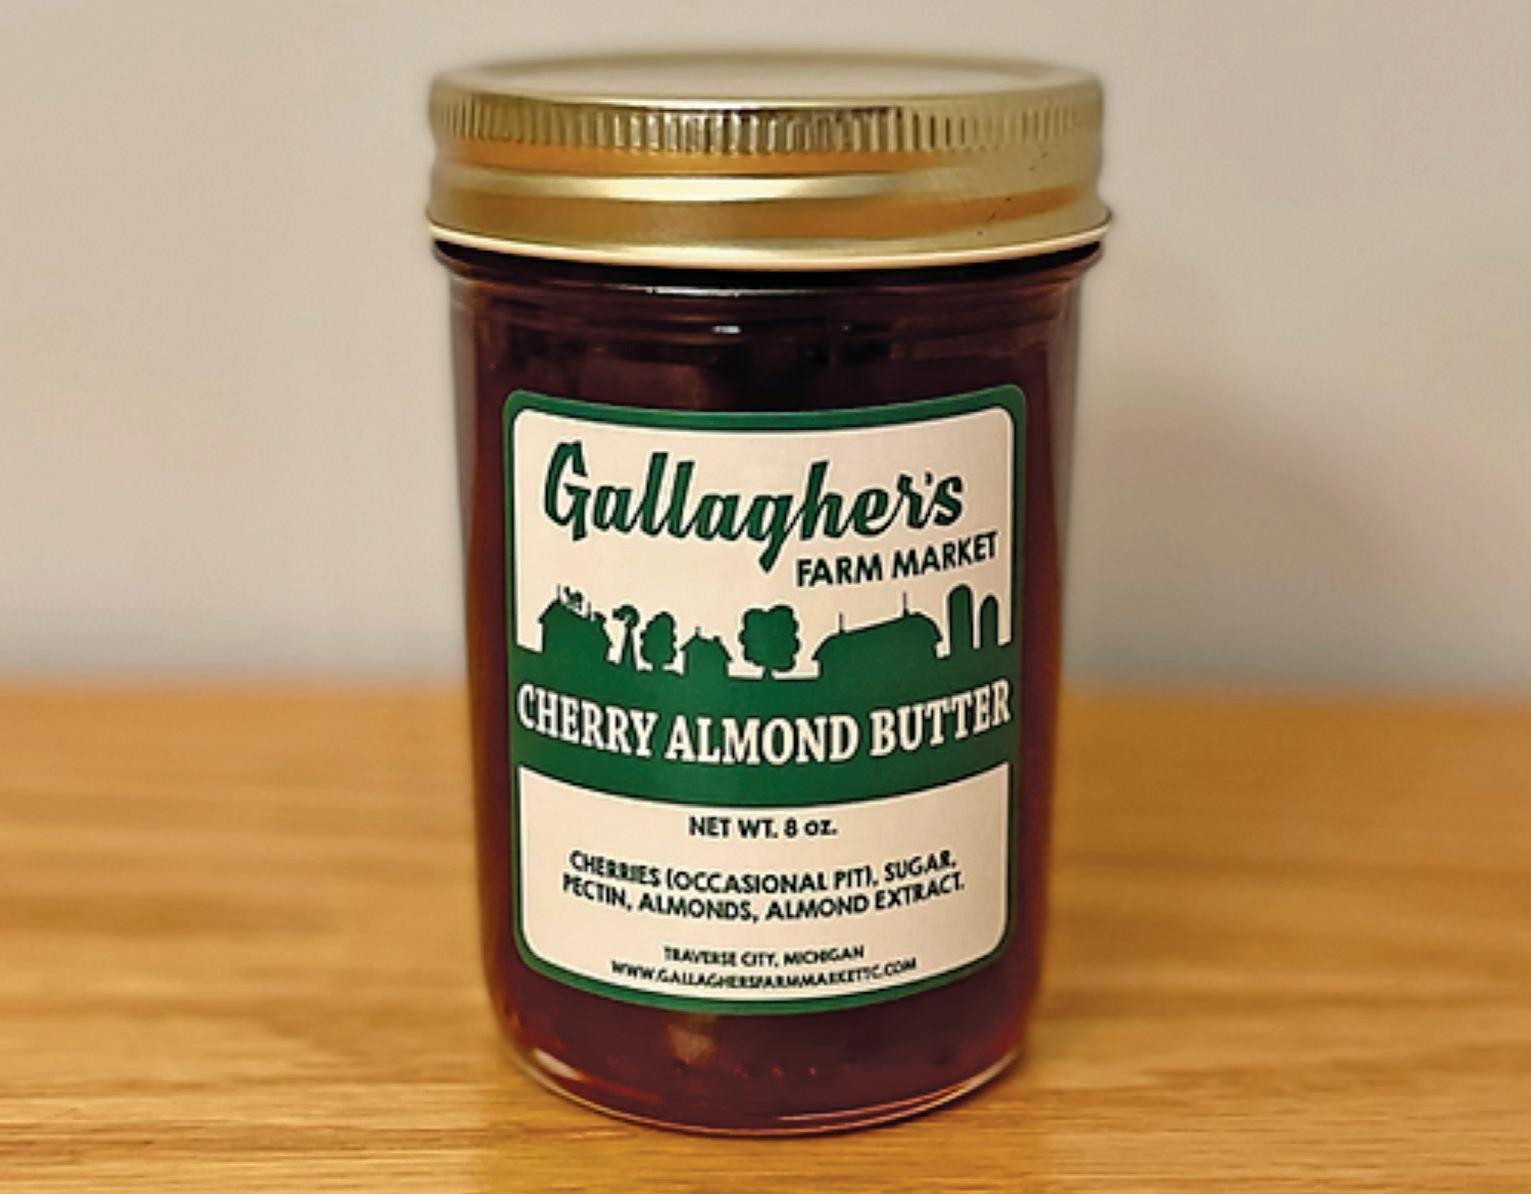 Gallagher's
FARM MARKET
CHERRY ALMOND BUTTER
NET WT. 8 oz.
CHERRIES (OCCASIONAL PIT), SUGAR,
PECTIN, ALMONDS, ALMOND EXTRACT.
TRAVERSE CITY, MICHIGAN
WWW.GALLAGHERSFARMMARKETTC.COM